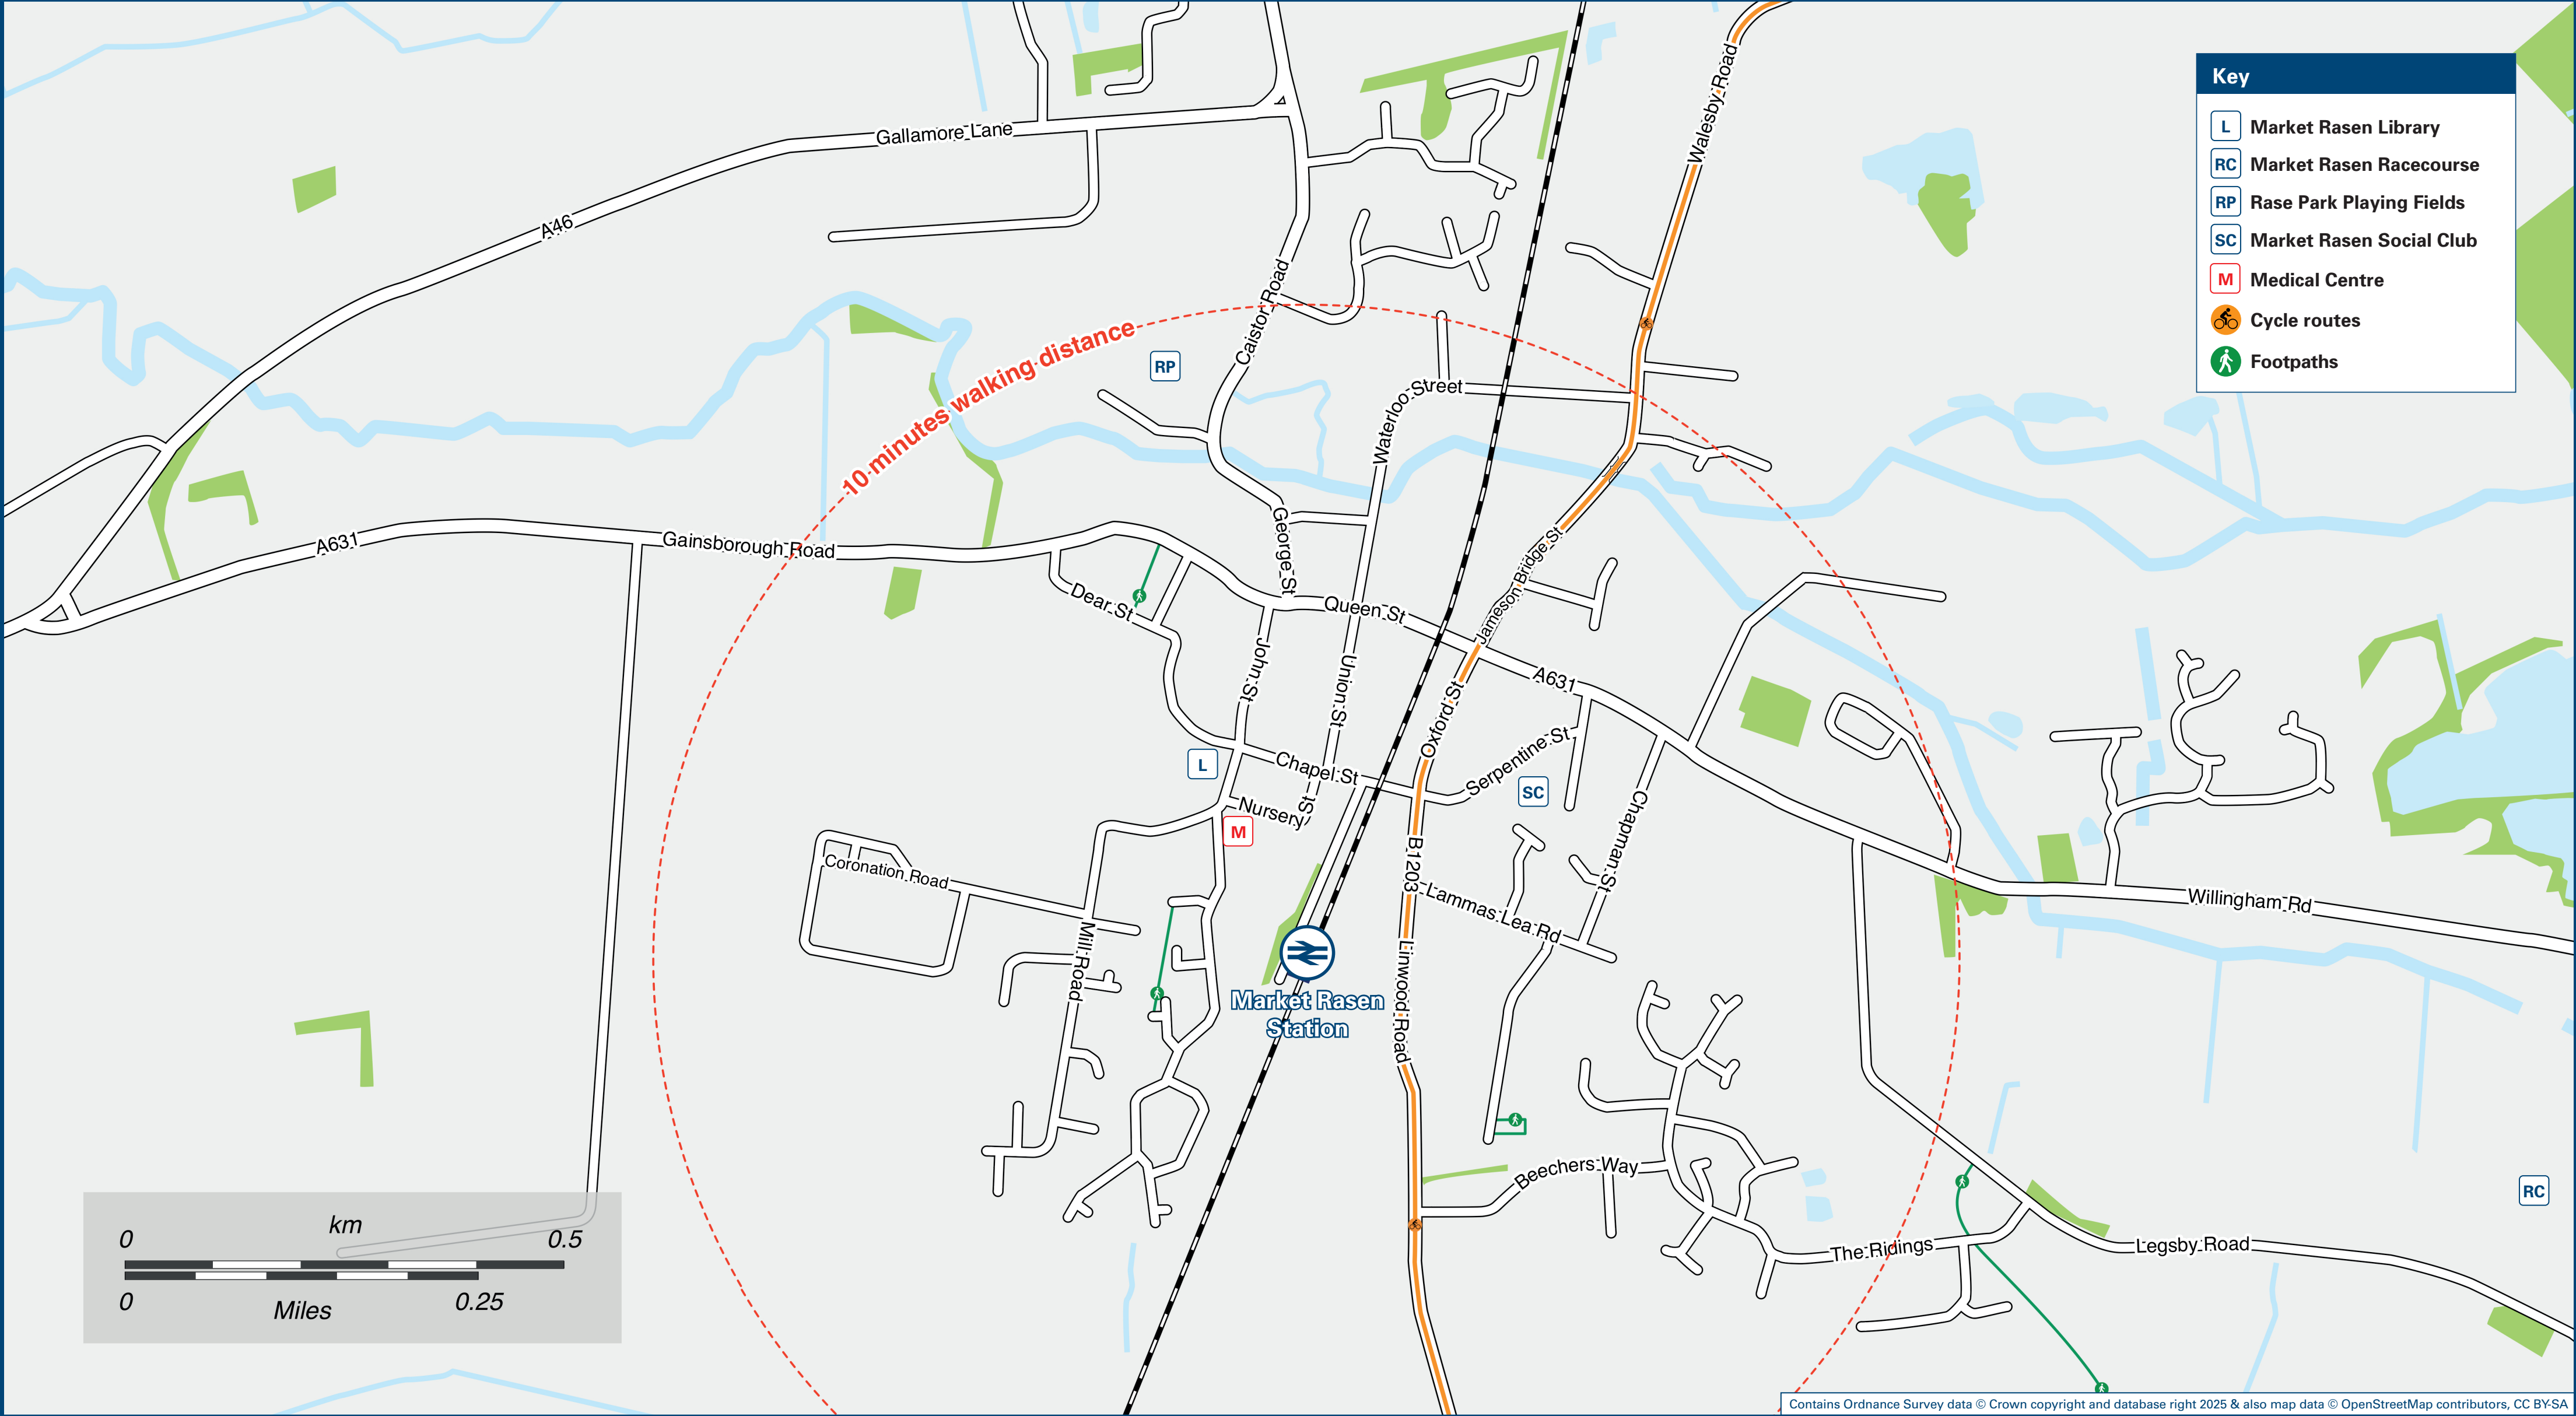 Walesby Road
Key
L Market Rasen Library
RC Market Rasen Racecourse
RP Rase Park Playing Fields
SC Market Rasen Social Club
M Medical Centre
Cycle routes
Footpaths
Gallamore Lane
A46
Caistor Road
10 minutes walking distance
RP
Waterloo Street
A631
Gainsborough Road
George St
Jameson Bridge St
Dear St
Queen St
John St
Union St
A631
Oxford St
Serpentine St
L
Chapel St
SC
Nursery St
M
Chapman St
B1203
Coronation Road
Lammas Lea Rd
Willingham Rd
Mill Road
Linwood Road
Market Rasen
Station
Beechers Way
RC
The Ridings
Legsby Road
km
0 0.5
0 0.25
Miles
Contains Ordnance Survey data © Crown copyright and database right 2025 & also map data © OpenStreetMap contributors, CC BY-SA